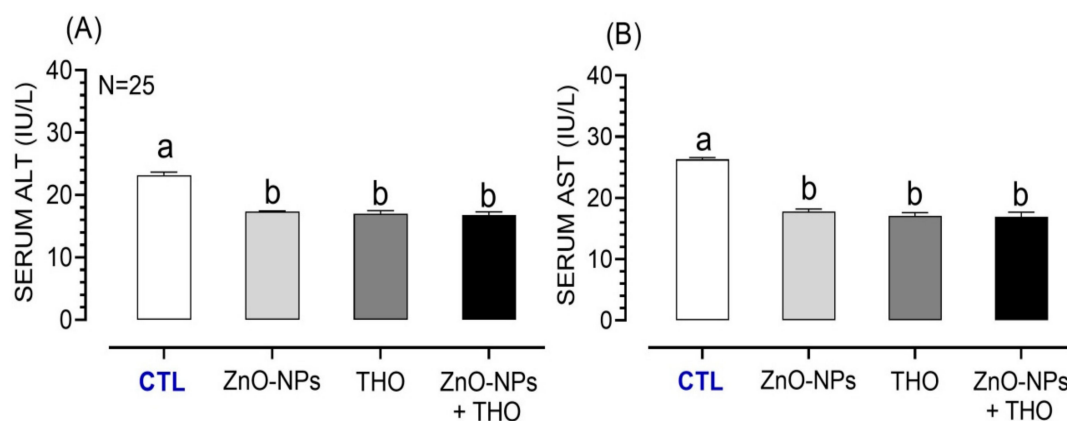 (A)
SERUM ALT (IU/L)
40
30
20
10
0
N=25
a
b
b
b
CTL
ZnO-NPs
THO
ZnO-NPs
+ THO
(B)
SERUM AST (IU/L)
40
30
20
10
0
a
b
b
b
CTL
ZnO-NPs
THO
ZnO-NPs
+ THO